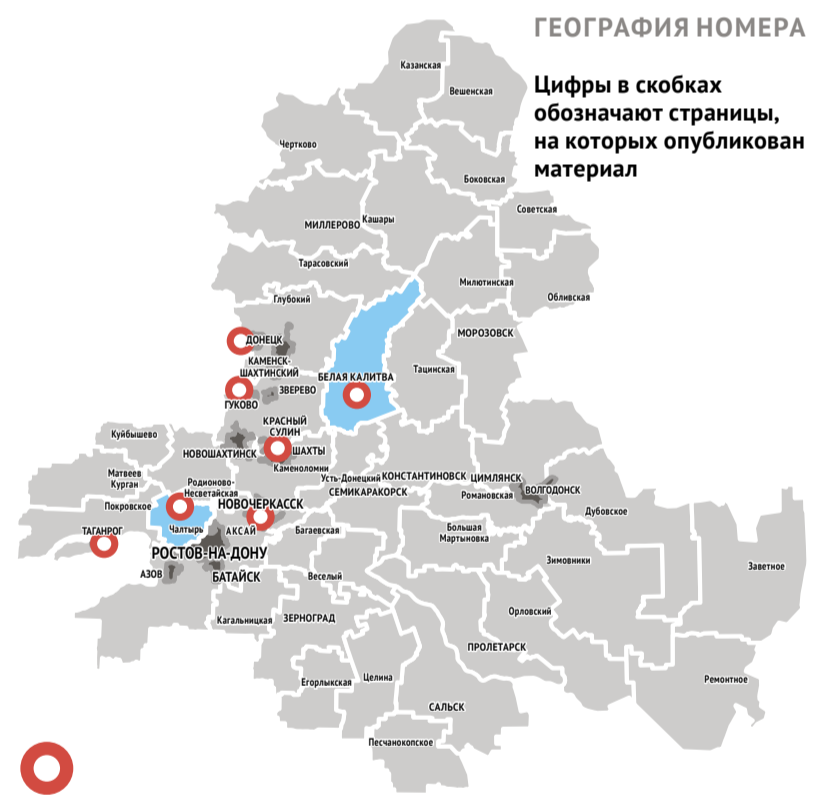 ГЕОГРАФИЯ НОМЕРА
Цифры в скобках
обозначают страницы,
на которых опубликован
материал
Казанская
Вешенская
Чертково
Боковская
Советская
Кашары
МИЛЛЕРОВО
Тарасовский
Милютинская
Обливская
Глубокий
МОРОЗОВСК
ДОНЕЦК
КАМЕНСК-
ШАХТИНСКИЙ
Тацинская
БЕЛАЯ КАЛИТВА
ЗВЕРЕВО
ГУКОВО
КРАСНЫЙ
СУЛИН
Куйбышево
НОВОШАХТИНСК
ШАХТЫ
Каменоломни
Матвеев
Курган
Родионово-
Несветайская
Усть-Донецкий
КОНСТАНТИНОВСК
ЦИМЛЯНСК
СЕМИКАРАКОРСК
Романовская
ВОЛГОДОНСК
Покровское
НОВОЧЕРКАССК
Дубовское
ТАГАНРОГ
Чалтырь
АКСАЙ
Багаевская
Большая
Мартыновка
РОСТОВ-НА-ДОНУ
Зимовники
Заветное
АЗОВ
БАТАЙСК
Веселый
Кагальницкая
ЗЕРНОГРАД
Орловский
ПРОЛЕТАРСК
Егорлыкская
Целина
Ремонтное
САЛЬСК
Песчанокопское